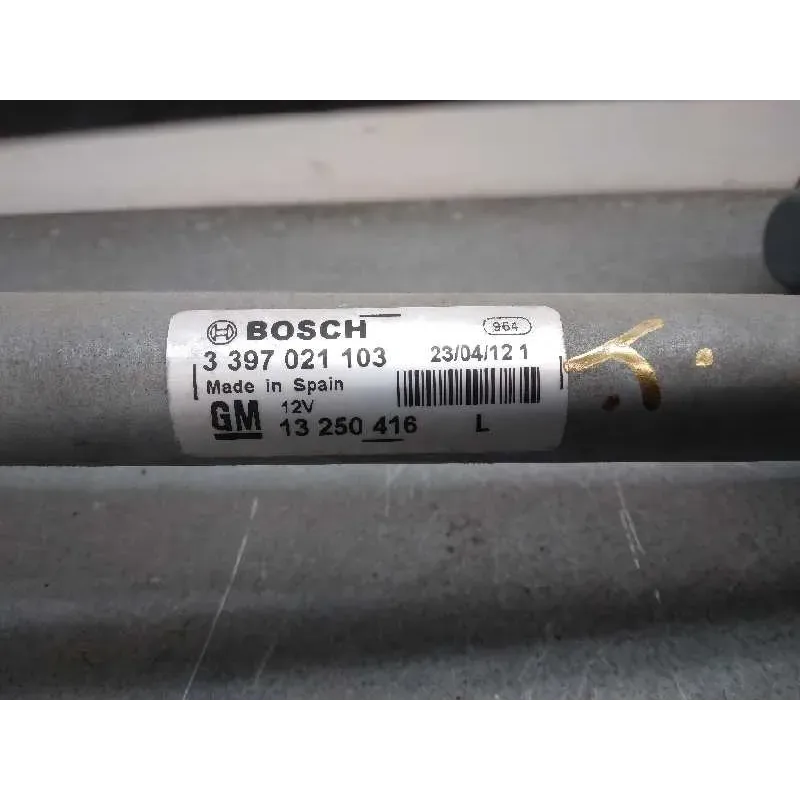 BOSCH 964
3 397 021 103 23/04/12 1
Made in Spain
GM 12V
13 250 416 L